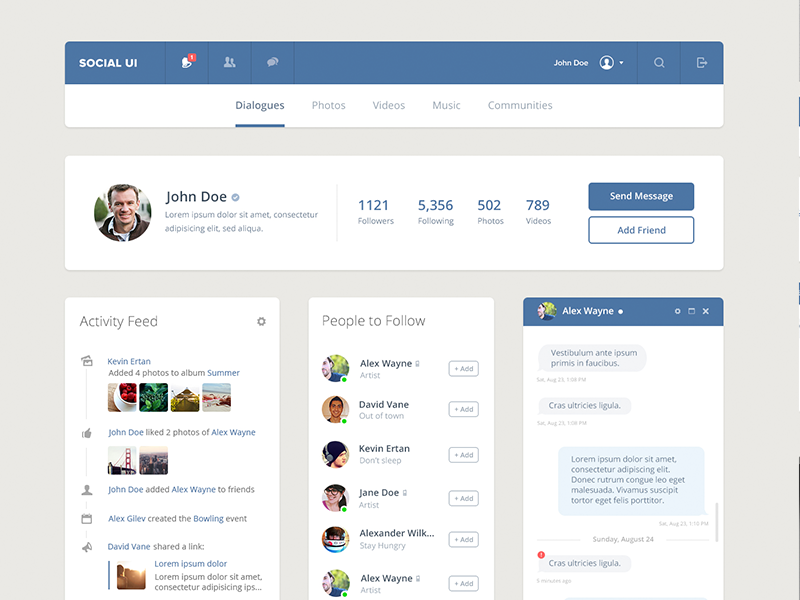 SOCIAL UI
!
John Doe
Dialogues
Photos
Videos
Music
Communities
John Doe
Lorem ipsum dolor sit amet, consectetur
adipisicing elit, sed aliqua.
1121
Followers
5,356
Following
502
Photos
789
Videos
Send Message
Add Friend
Activity Feed
Kevin Ertan
Added 4 photos to album Summer
John Doe liked 2 photos of Alex Wayne
John Doe added Alex Wayne to friends
Alex Gilev created the Bowling event
David Vane shared a link:
Lorem ipsum dolor
Lorem ipsum dolor sit amet,
consectetur adipisicing elit, ips...
People to Follow
Alex Wayne
Artist
+ Add
David Vane
Out of town
+ Add
Kevin Ertan
Don't sleep
+ Add
Jane Doe
Artist
+ Add
Alexander Wilk...
Stay Hungry
+ Add
Alex Wayne
Artist
+ Add
Alex Wayne
Vestibulum ante ipsum
primis in faucibus.
Sat, Aug 23, 1:08 PM
Cras ultricies ligula.
Sat, Aug 23, 1:08 PM
Lorem ipsum dolor sit amet,
consectetur adipiscing elit.
Donec rutrum congue leo eget
malesuada. Vivamus suscipit
tortor eget felis porttitor.
Sat, Aug 23, 1:10 PM
Sunday, August 24
!
Cras ultricies ligula.
5 minutes ago